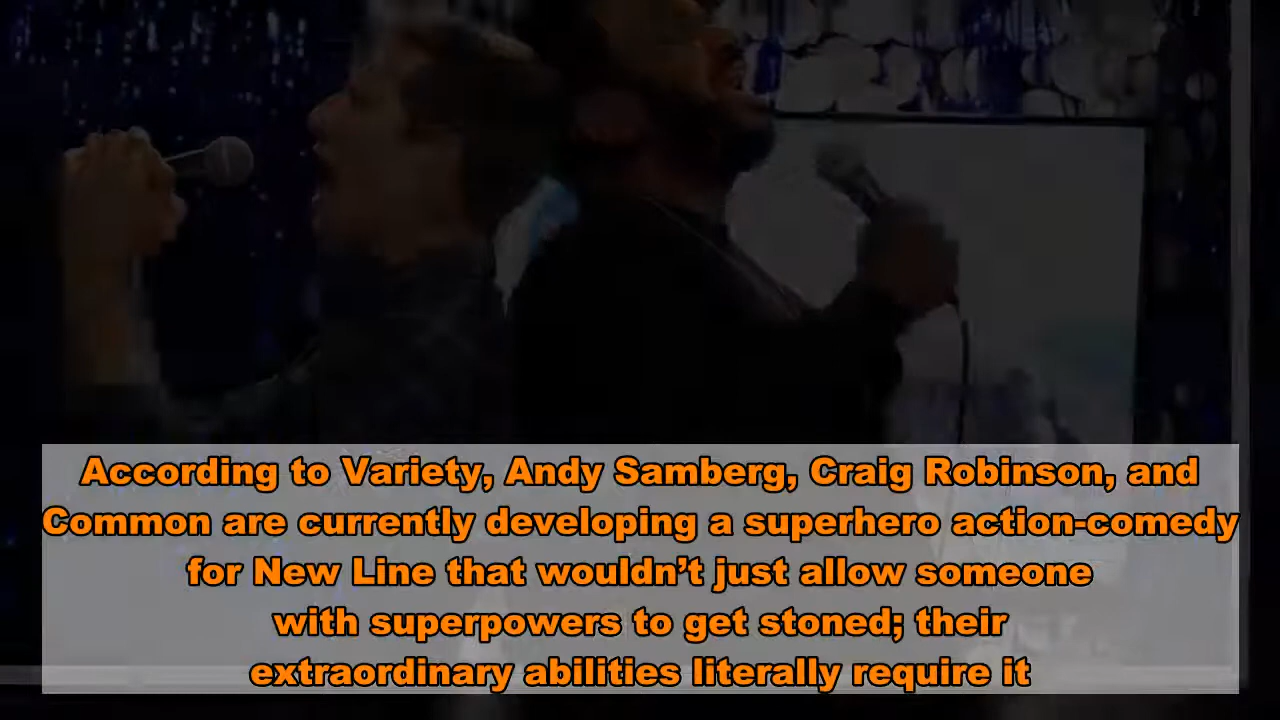 According to Variety, Andy Samberg, Craig Robinson, and
Common are currently developing a superhero action-comedy
for New Line that wouldn’t just allow someone
with superpowers to get stoned; their
extraordinary abilities literally require it